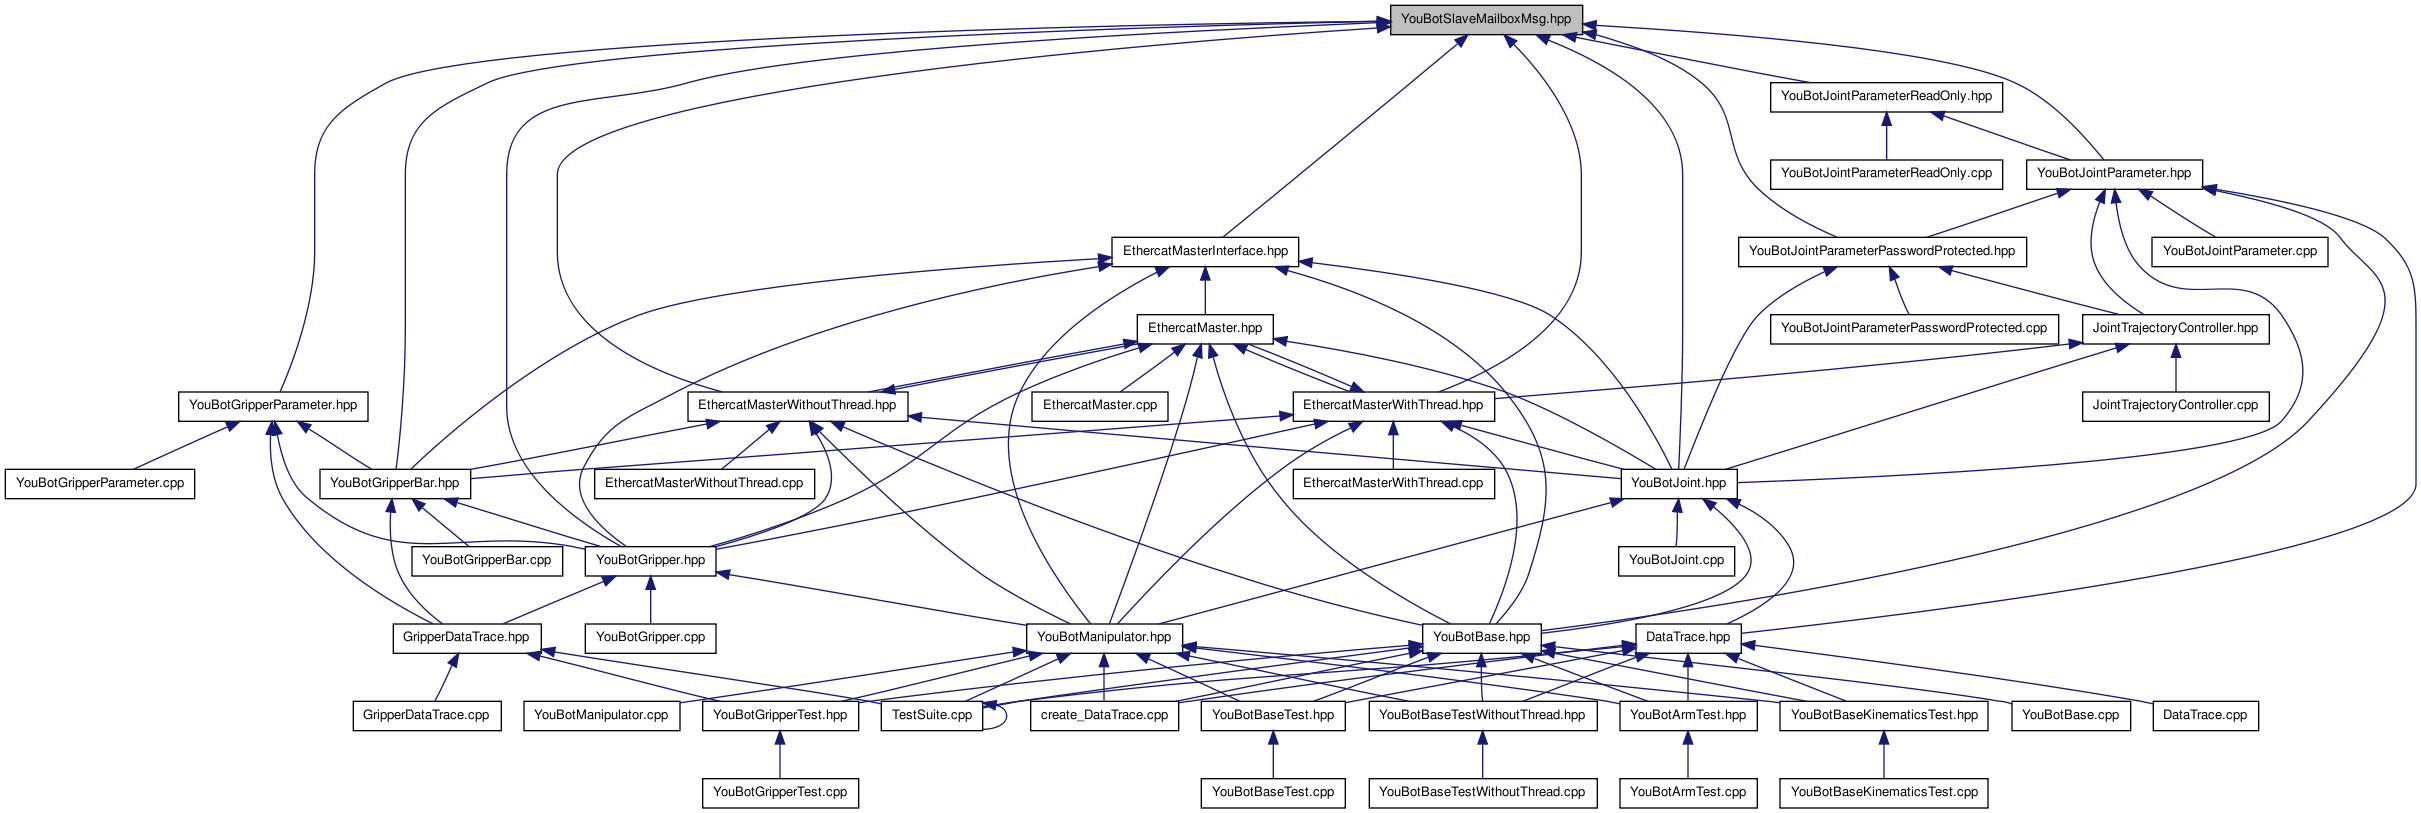 YouBotSlaveMailboxMsg.hpp
YouBotJointParameterReadOnly.hpp
YouBotJointParameterReadOnly.cpp
YouBotJointParameter.hpp
EthercatMasterInterface.hpp
YouBotJointParameterPasswordProtected.hpp
YouBotJointParameter.cpp
EthercatMaster.hpp
YouBotJointParameterPasswordProtected.cpp
JointTrajectoryController.hpp
YouBotGripperParameter.hpp
EthercatMasterWithoutThread.hpp
EthercatMaster.cpp
EthercatMasterWithThread.hpp
JointTrajectoryController.cpp
YouBotGripperParameter.cpp
YouBotGripperBar.hpp
EthercatMasterWithoutThread.cpp
EthercatMasterWithThread.cpp
YouBotJoint.hpp
YouBotGripperBar.cpp
YouBotGripper.hpp
YouBotJoint.cpp
GripperDataTrace.hpp
YouBotGripper.cpp
YouBotManipulator.hpp
YouBotBase.hpp
DataTrace.hpp
GripperDataTrace.cpp
YouBotManipulator.cpp
YouBotGripperTest.hpp
TestSuite.cpp
create_DataTrace.cpp
YouBotBaseTest.hpp
YouBotBaseTestWithoutThread.hpp
YouBotArmTest.hpp
YouBotBaseKinematicsTest.hpp
YouBotBase.cpp
DataTrace.cpp
YouBotGripperTest.cpp
YouBotBaseTest.cpp
YouBotBaseTestWithoutThread.cpp
YouBotArmTest.cpp
YouBotBaseKinematicsTest.cpp